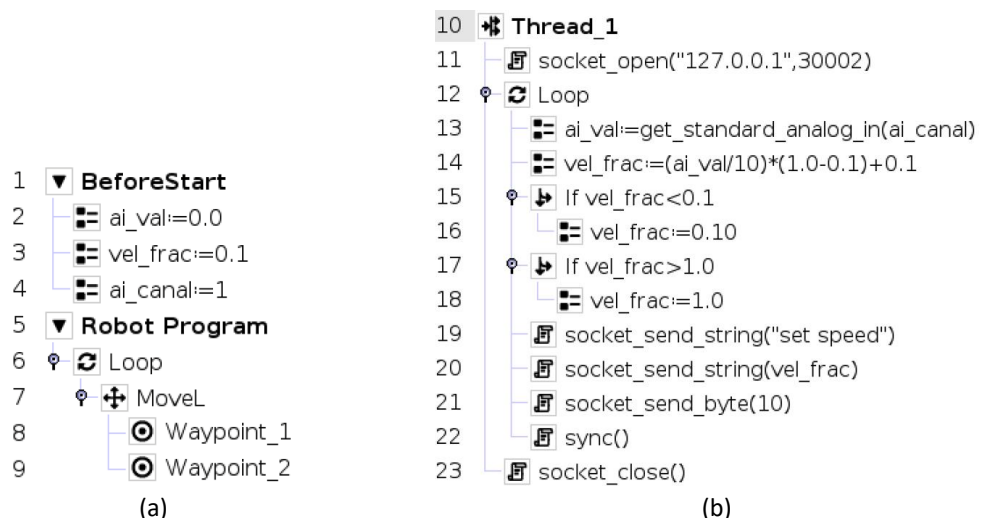 1 BeforeStart
2 ai_val:=0.0
3 vel_frac:=0.1
4 ai_canal:=1
5 Robot Program
6 Loop
7 MoveL
8 Waypoint_1
9 Waypoint_2
(a)
10 Thread_1
11 socket_open("127.0.0.1",30002)
12 Loop
13 ai_val:=get_standard_analog_in(ai_canal)
14 vel_frac:=(ai_val/10)*(1.0-0.1)+0.1
15 If vel_frac<0.1
16 vel_frac:=0.10
17 If vel_frac>1.0
18 vel_frac:=1.0
19 socket_send_string("set speed")
20 socket_send_string(vel_frac)
21 socket_send_byte(10)
22 sync()
23 socket_close()
(b)